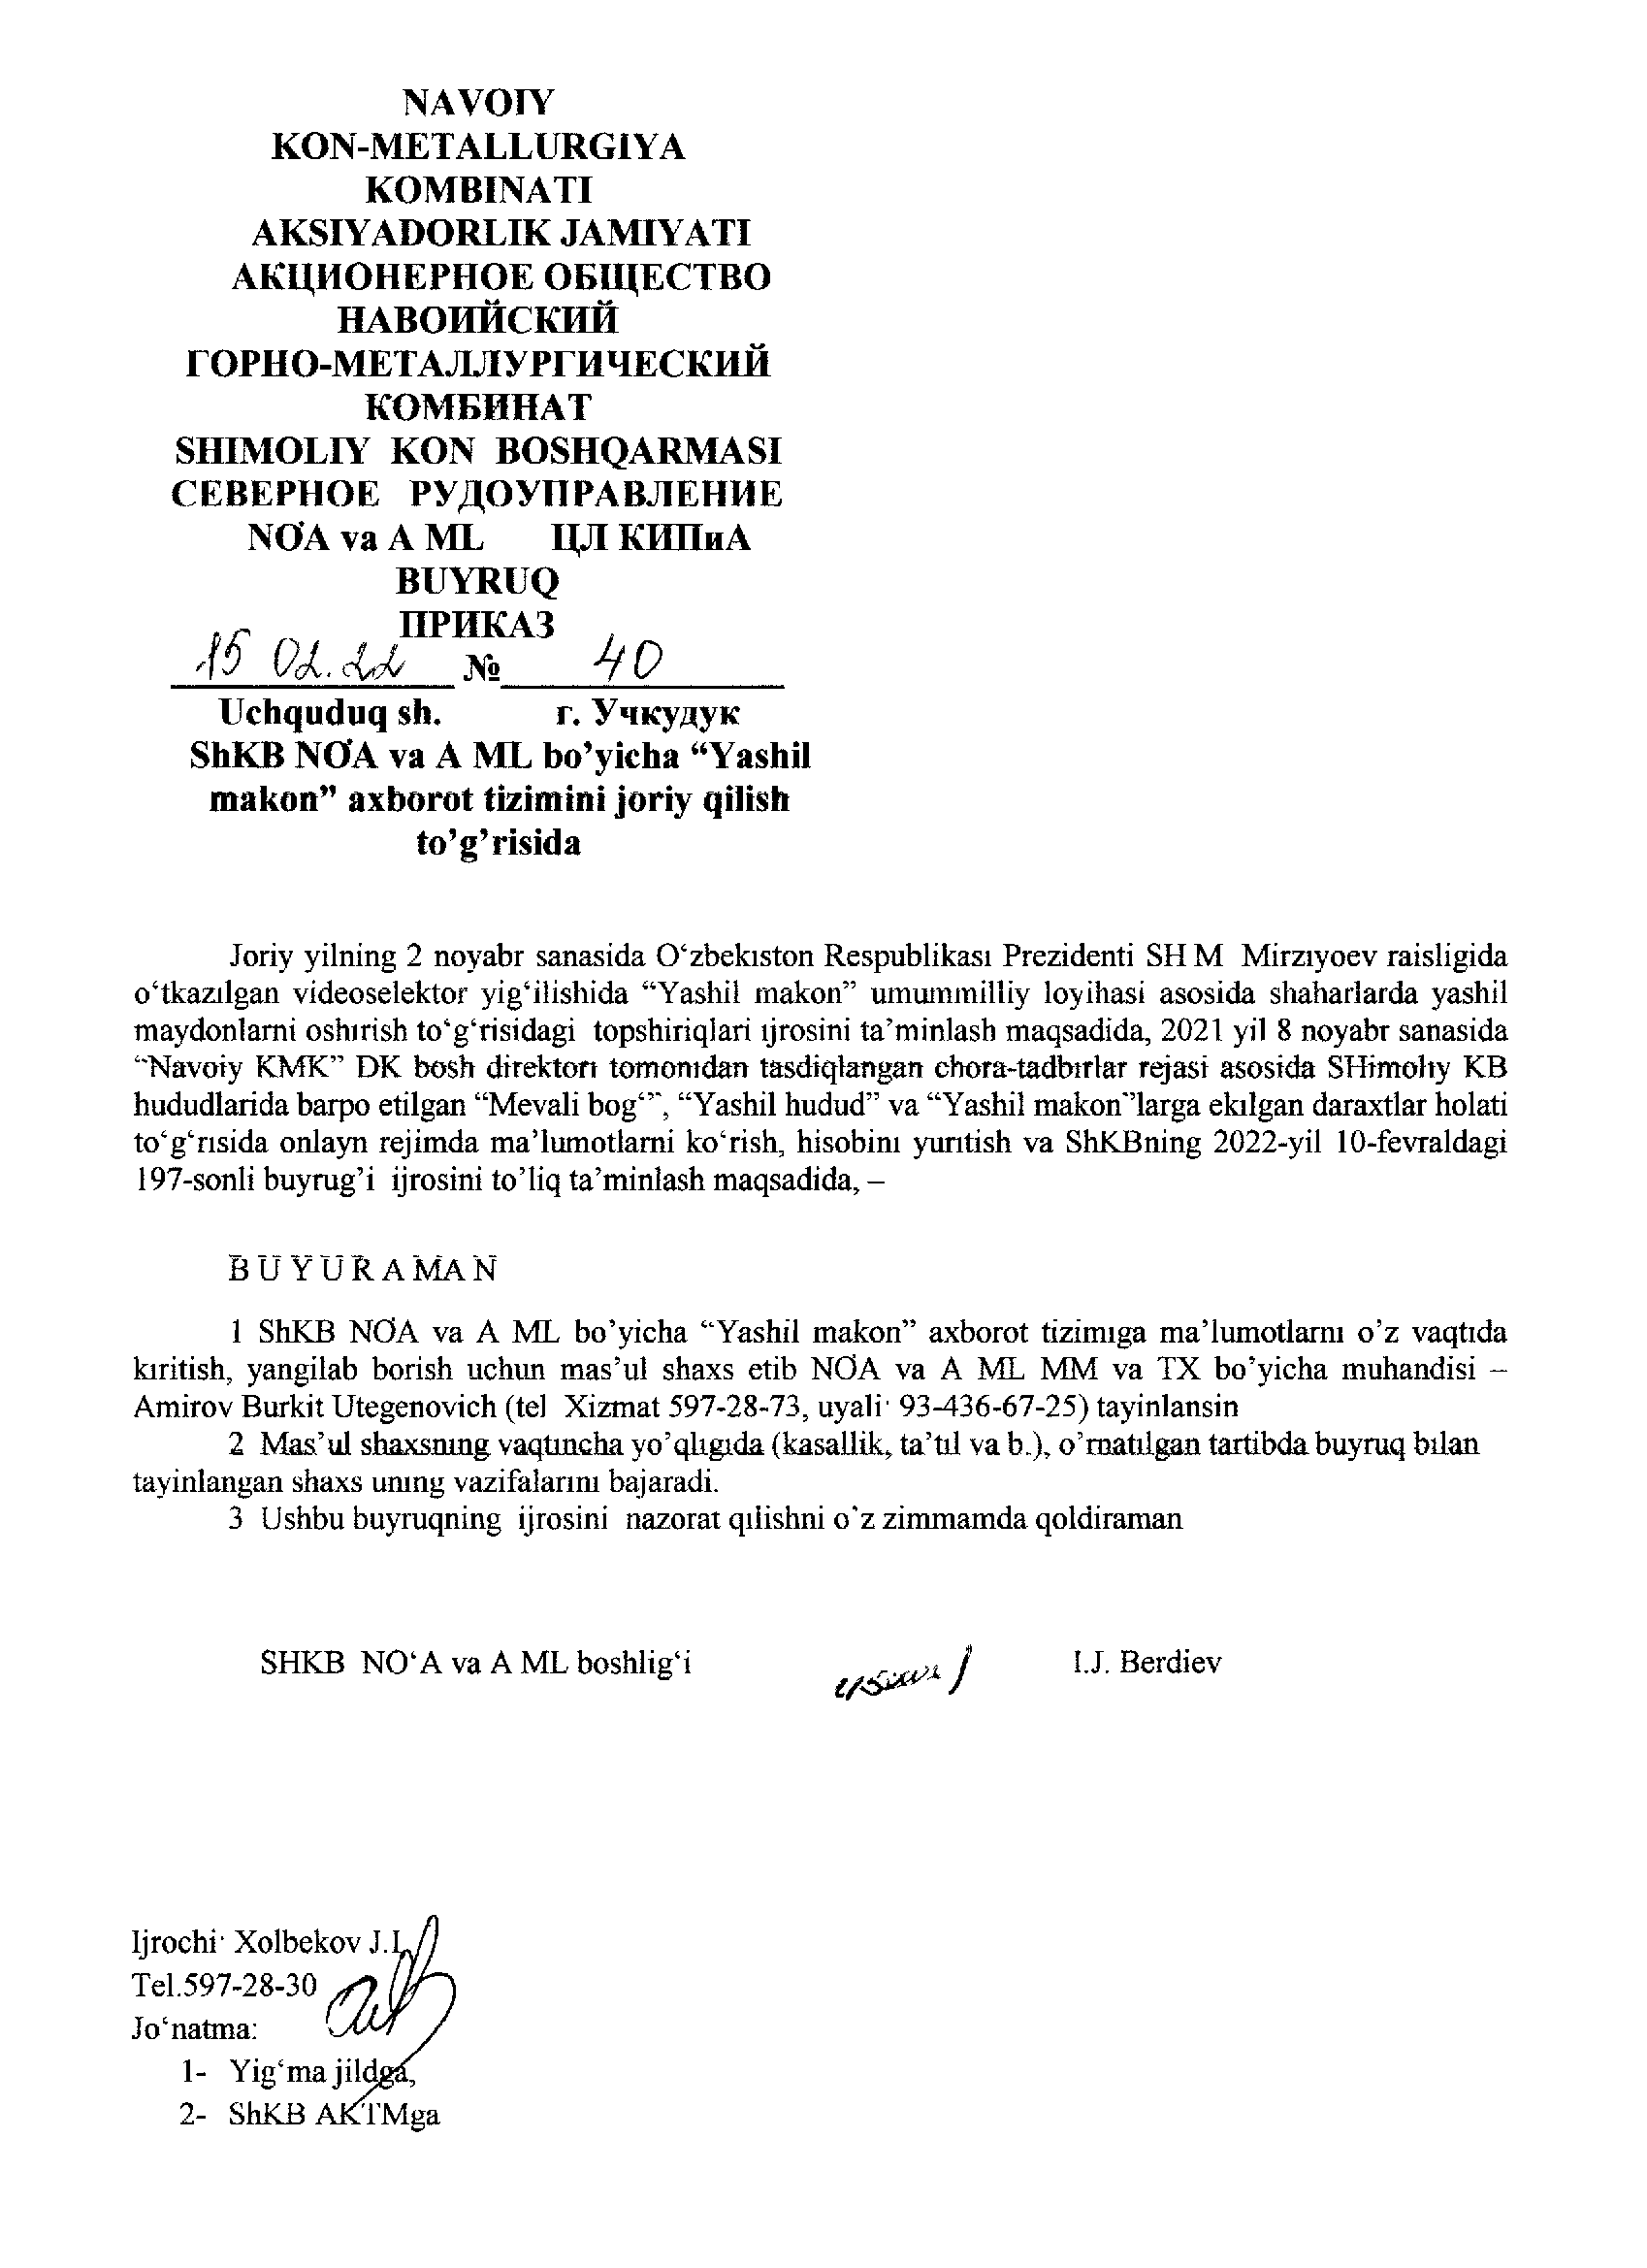 NAVOIY
KON-METALLURGIYA
KOMBINATI
AKSIYADORLIK JAMIYATI
АКЦИОНЕРНОЕ ОБЩЕСТВО
НАВОИЙСКИЙ
ГОРНО-МЕТАЛЛУРГИЧЕСКИЙ
КОМБИНАТ
SHIMOLIY KON BOSHQARMASI
СЕВЕРНОЕ РУДОУПРАВЛЕНИЕ
NO'A va A ML ЦЛ КИПиА
BUYRUQ
ПРИКАЗ
15 02.22 № 40
Uchquduq sh. г. Учкудук
ShKB NO'A va A ML bo’yicha “Yashil
makon” axborot tizimini joriy qilish
to’g’risida
Joriy yilning 2 noyabr sanasida O‘zbekiston Respublikasi Prezidenti SH M Mirziyoev raisligida
o‘tkazilgan videoselektor yig‘ilishida “Yashil makon” umummilliy loyihasi asosida shaharlarda yashil
maydonlarni oshirish to‘g‘risidagi topshiriqlari ijrosini ta’minlash maqsadida, 2021 yil 8 noyabr sanasida
“Navoiy KMK” DK bosh direktori tomonidan tasdiqlangan chora-tadbirlar rejasi asosida SHimoliy KB
hududlarida barpo etilgan “Mevali bog‘”, “Yashil hudud” va “Yashil makon”larga ekilgan daraxtlar holati
to‘g‘risida onlayn rejimda ma’lumotlarni ko‘rish, hisobini yuritish va ShKBning 2022-yil 10-fevraldagi
197-sonli buyrug’i ijrosini to’liq ta’minlash maqsadida, –
B U Y U R A M A N
1 ShKB NO'A va A ML bo’yicha “Yashil makon” axborot tizimiga ma’lumotlarni o’z vaqtida
kiritish, yangilab borish uchun mas’ul shaxs etib NO'A va A ML MM va TX bo’yicha muhandisi –
Amirov Burkit Utegenovich (tel Xizmat 597-28-73, uyali: 93-436-67-25) tayinlansin
2 Mas’ul shaxsning vaqtincha yo’qligida (kasallik, ta’til va b.), o’rnatilgan tartibda buyruq bilan
tayinlangan shaxs uning vazifalarini bajaradi.
3 Ushbu buyruqning ijrosini nazorat qilishni o‘z zimmamda qoldiraman
SHKB NO‘A va A ML boshlig‘i I.J. Berdiev
Ijrochi: Xolbekov J.I.
Tel.597-28-30
Jo‘natma:
1- Yig‘ma jildga,
2- ShKB AKTMga